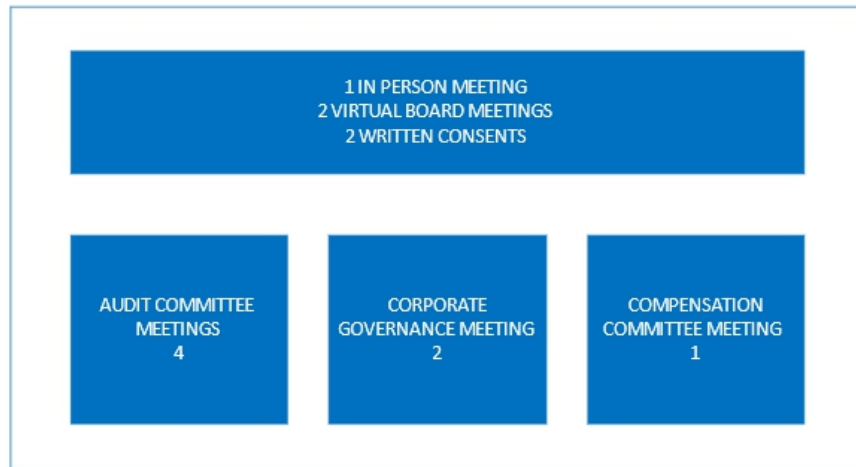 1 IN PERSON MEETING
2 VIRTUAL BOARD MEETINGS
2 WRITTEN CONSENTS
AUDIT COMMITTEE
MEETINGS
4
CORPORATE
GOVERNANCE MEETING
2
COMPENSATION
COMMITTEE MEETING
1